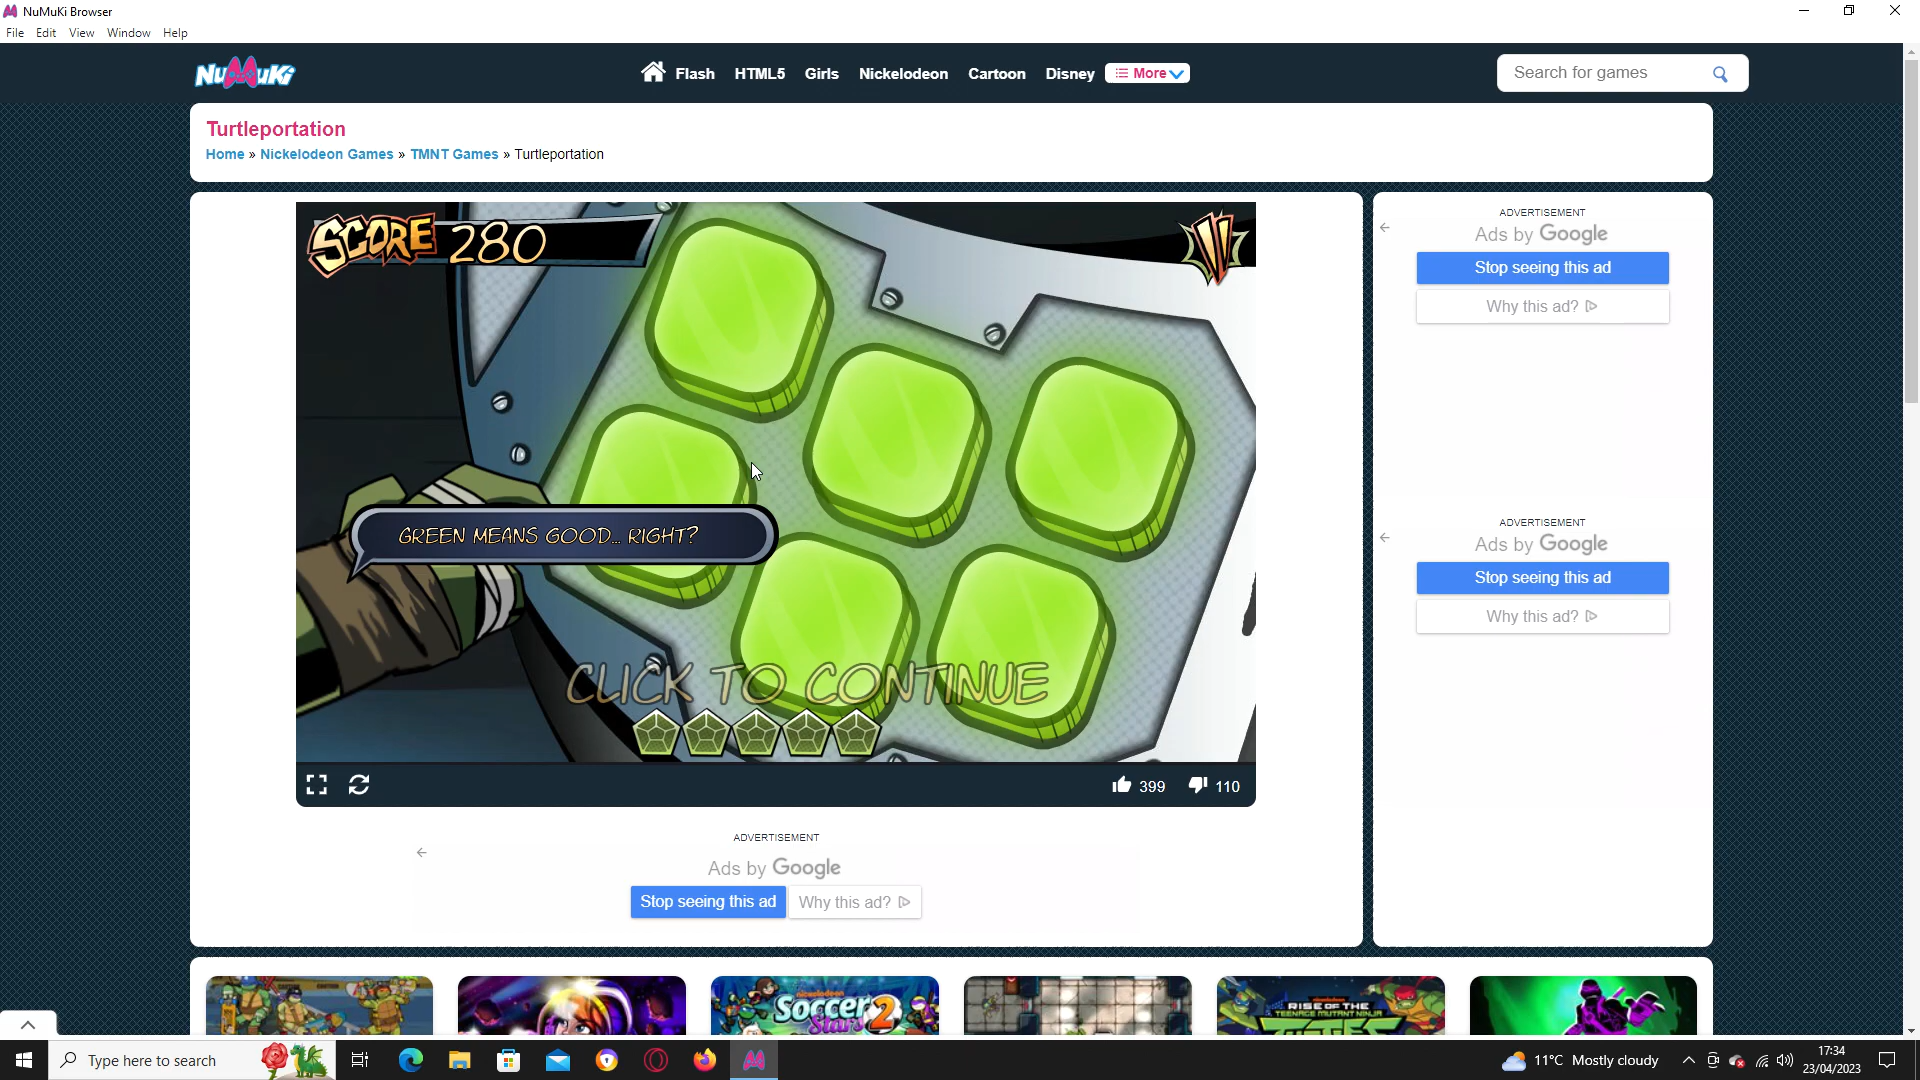 NuMuKi Browser
File Edit View Window Help
NuMuKi
Flash HTML5 Girls Nickelodeon Cartoon Disney More
Search for games
Turtleportation
Home » Nickelodeon Games » TMNT Games » Turtleportation
SCORE 280
GREEN MEANS GOOD... RIGHT?
CLICK TO CONTINUE
399 110
ADVERTISEMENT
Ads by Google
Stop seeing this ad
Why this ad?
ADVERTISEMENT
Ads by Google
Stop seeing this ad
Why this ad?
ADVERTISEMENT
Ads by Google
Stop seeing this ad Why this ad?
nickelodeon
Soccer Stars 2
nickelodeon
RISE OF THE
TEENAGE MUTANT NINJA
TURTLES
Type here to search
11°C Mostly cloudy
17:34
23/04/2023